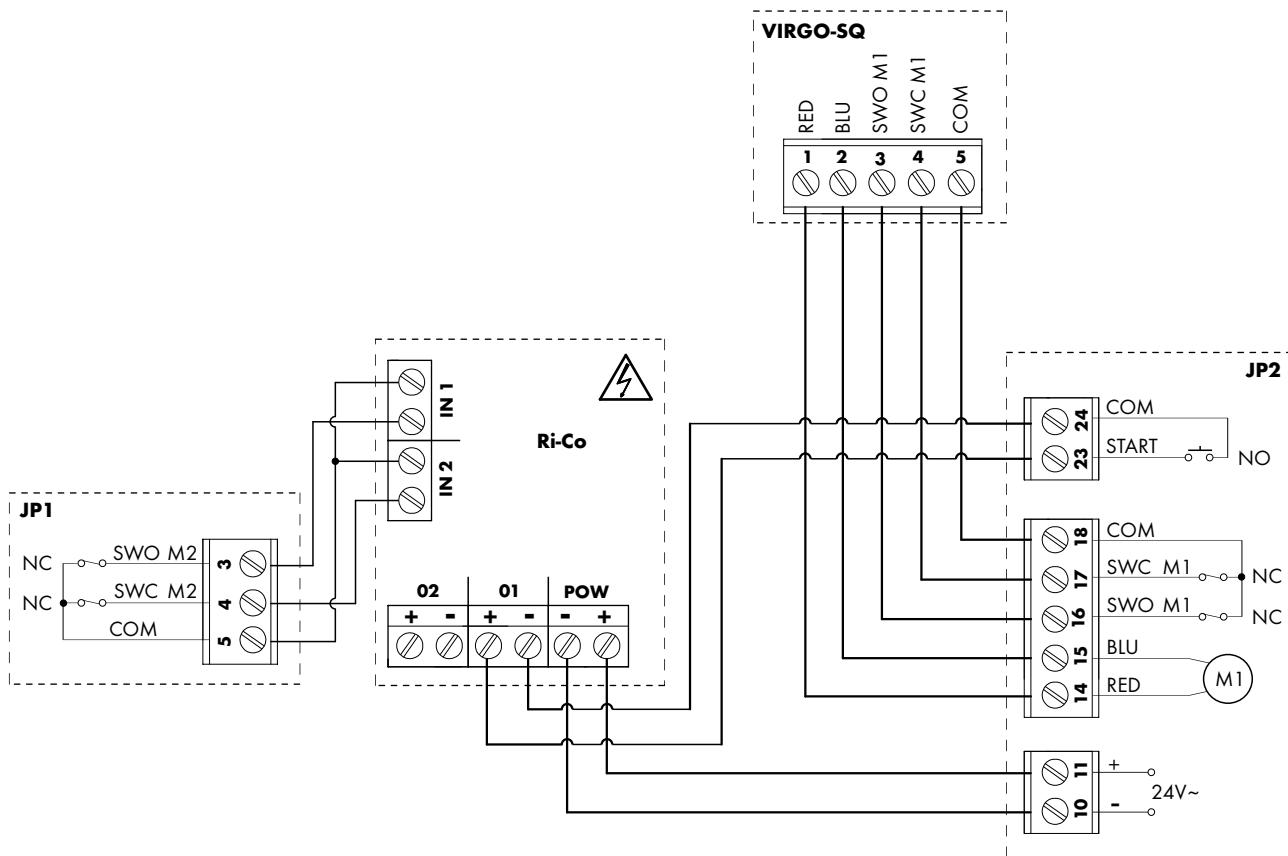 VIRGO-SQ
RED
BLU
SWO M1
SWC M1
COM
1 2 3 4 5
IN 1
IN 2
Ri-Co
02 01 POW
+ - + - - +
JP1
NC SWO M2 3
NC SWC M2 4
COM 5
JP2
24 COM
23 START NO
18 COM
17 SWC M1 NC
16 SWO M1 NC
15 BLU
14 RED
M1
11 +
24V~
10 -